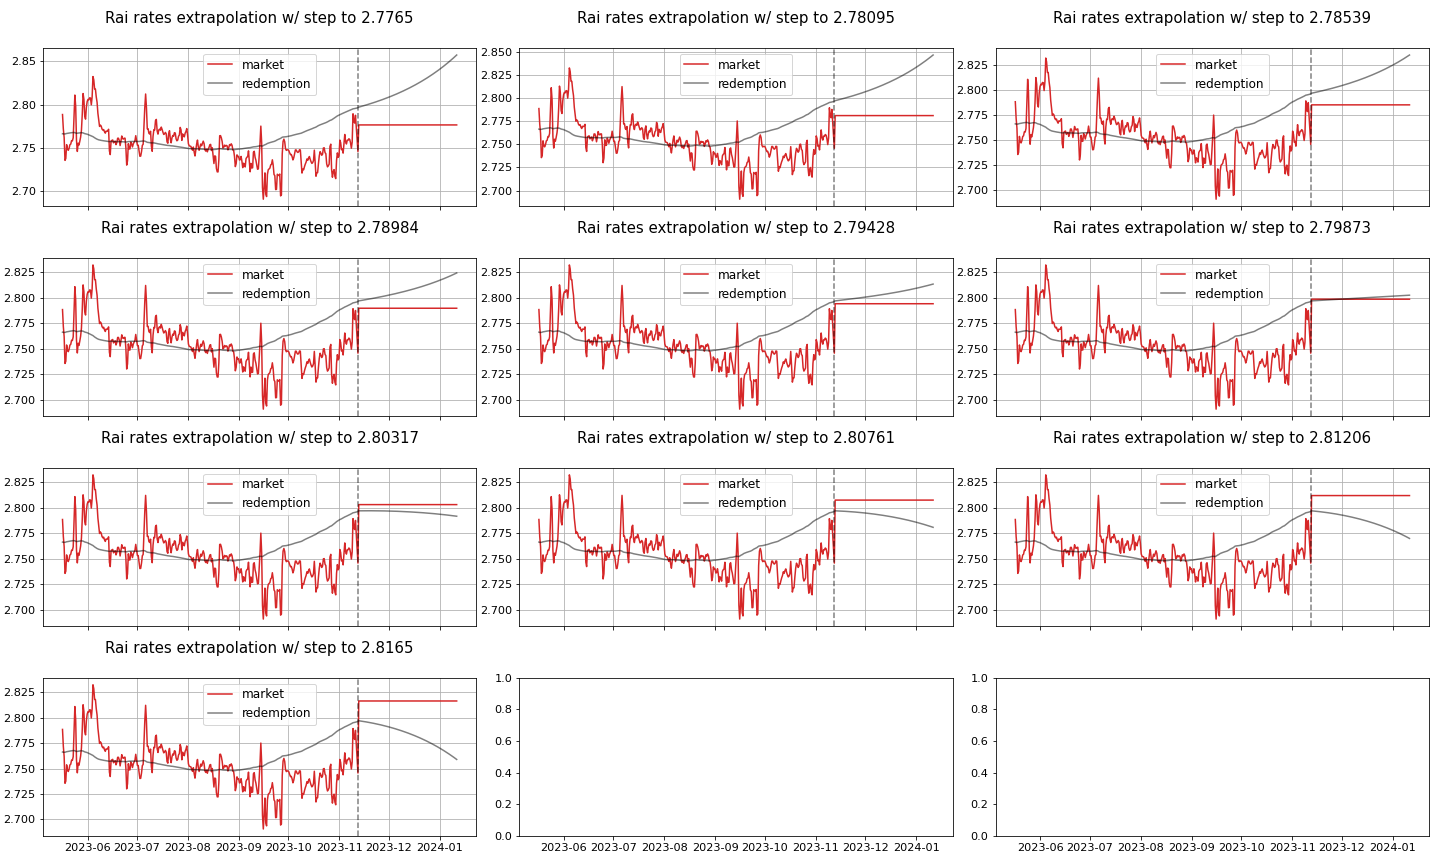 Rai rates extrapolation w/ step to 2.7765
Rai rates extrapolation w/ step to 2.78095
Rai rates extrapolation w/ step to 2.78539
2.85
2.80
2.75
2.70
market
redemption
2.850
2.825
2.800
2.775
2.750
2.725
2.700
market
redemption
2.825
2.800
2.775
2.750
2.725
2.700
market
redemption
Rai rates extrapolation w/ step to 2.78984
Rai rates extrapolation w/ step to 2.79428
Rai rates extrapolation w/ step to 2.79873
2.825
2.800
2.775
2.750
2.725
2.700
market
redemption
2.825
2.800
2.775
2.750
2.725
2.700
market
redemption
2.825
2.800
2.775
2.750
2.725
2.700
market
redemption
Rai rates extrapolation w/ step to 2.80317
Rai rates extrapolation w/ step to 2.80761
Rai rates extrapolation w/ step to 2.81206
2.825
2.800
2.775
2.750
2.725
2.700
market
redemption
2.825
2.800
2.775
2.750
2.725
2.700
market
redemption
2.825
2.800
2.775
2.750
2.725
2.700
market
redemption
Rai rates extrapolation w/ step to 2.8165
2.825
2.800
2.775
2.750
2.725
2.700
market
redemption
2023-06 2023-07 2023-08 2023-09 2023-10 2023-11 2023-12 2024-01
1.0
0.8
0.6
0.4
0.2
0.0
2023-06 2023-07 2023-08 2023-09 2023-10 2023-11 2023-12 2024-01
1.0
0.8
0.6
0.4
0.2
0.0
2023-06 2023-07 2023-08 2023-09 2023-10 2023-11 2023-12 2024-01